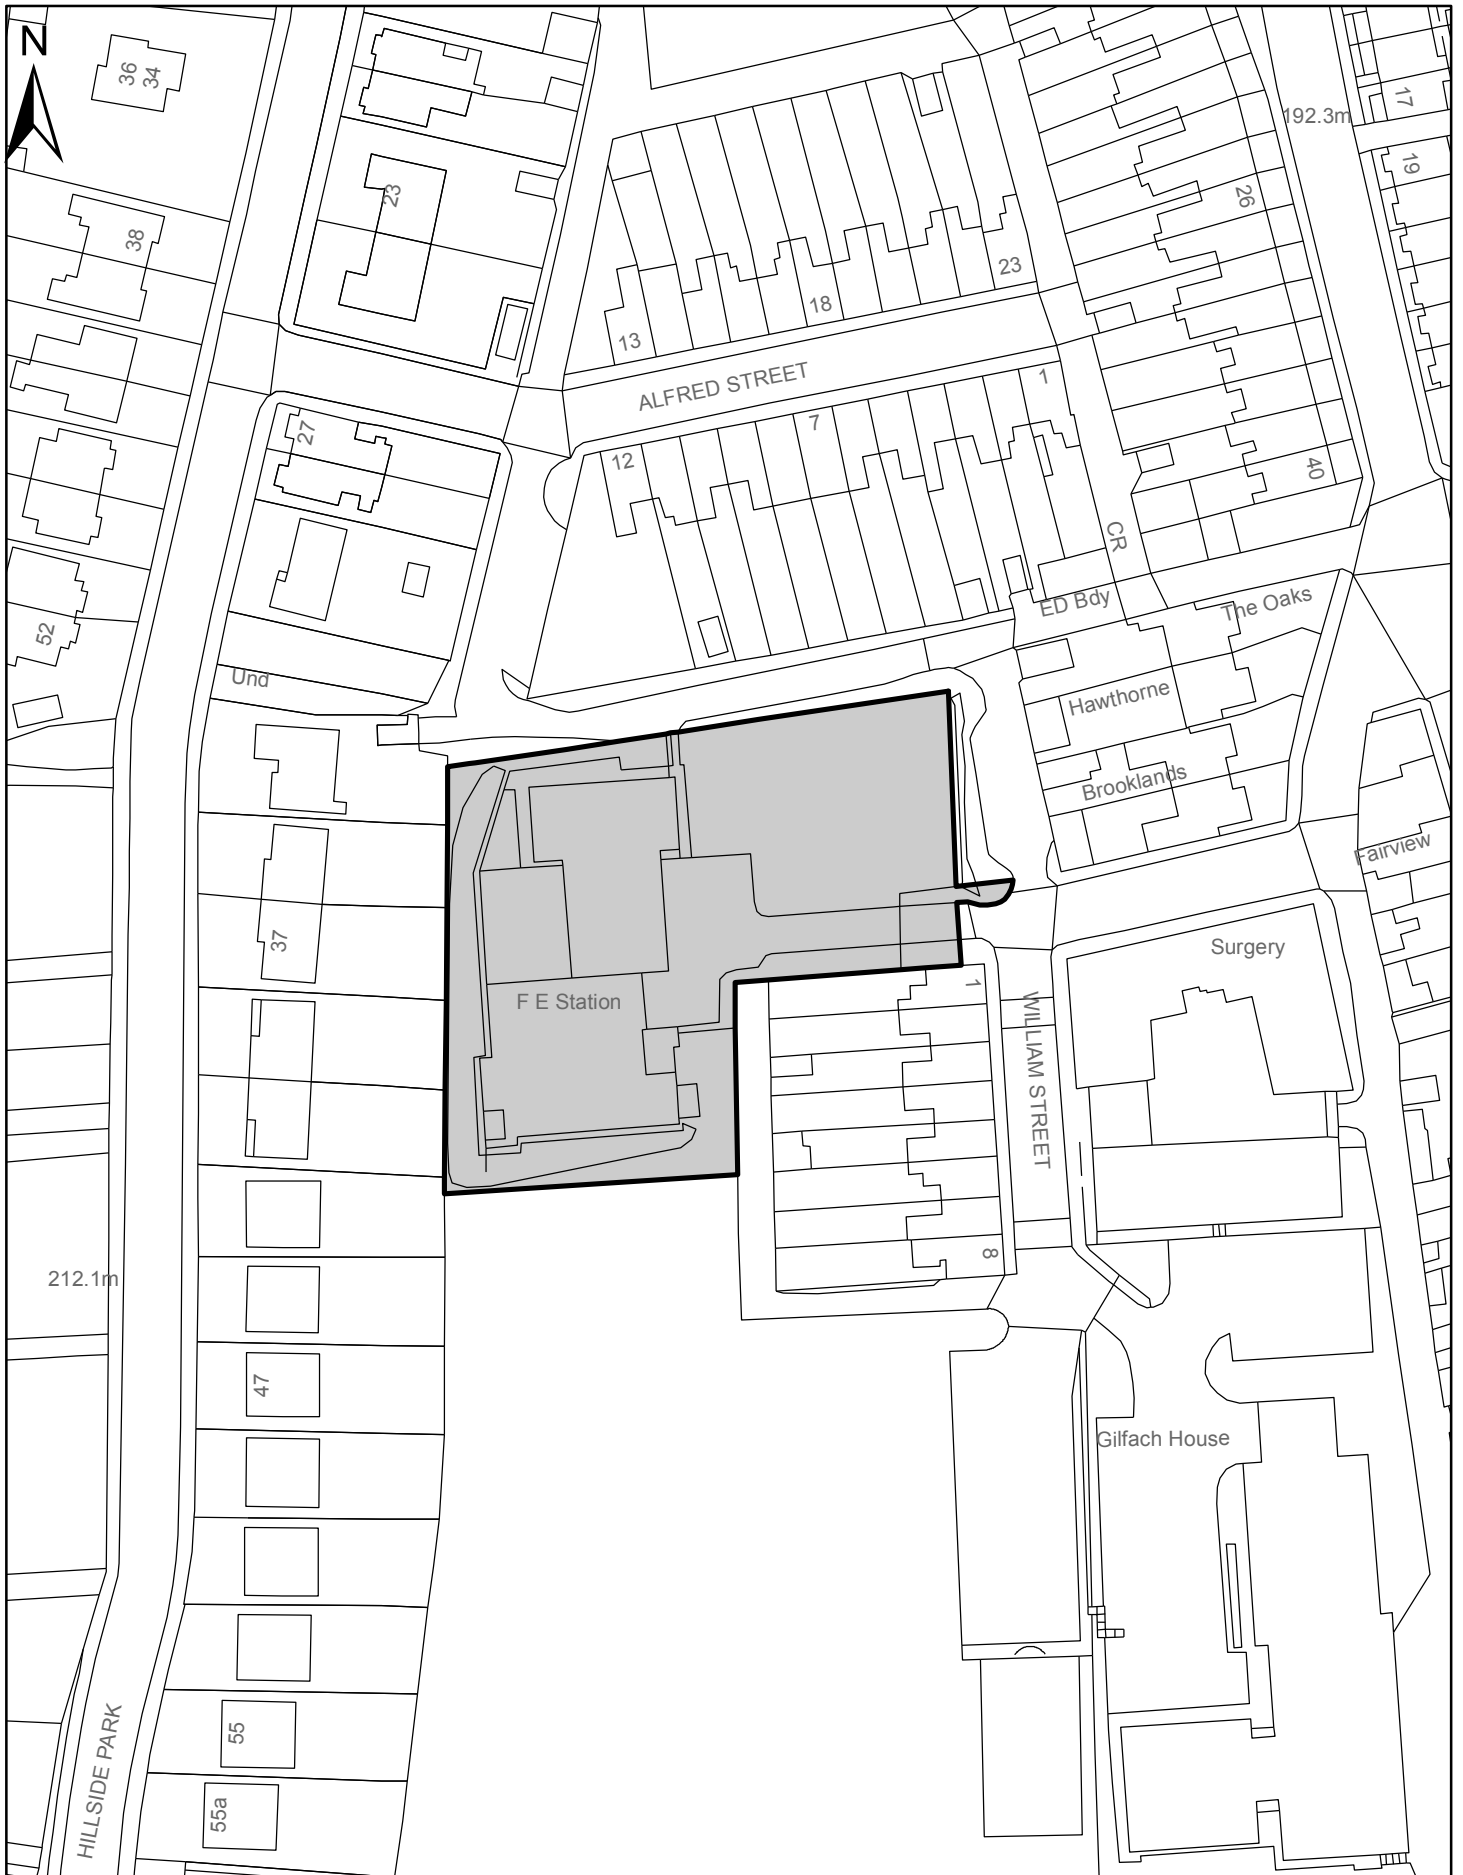 N
36
34
17
192.3m
19
23
26
38
23
18
13
ALFRED STREET
1
7
27
12
40
CR
ED Bdy
The Oaks
52
Und
Hawthorne
Brooklands
Fairview
37
Surgery
1
F E Station
WILLIAM STREET
8
212.1m
47
Gilfach House
55
HILLSIDE PARK
55a